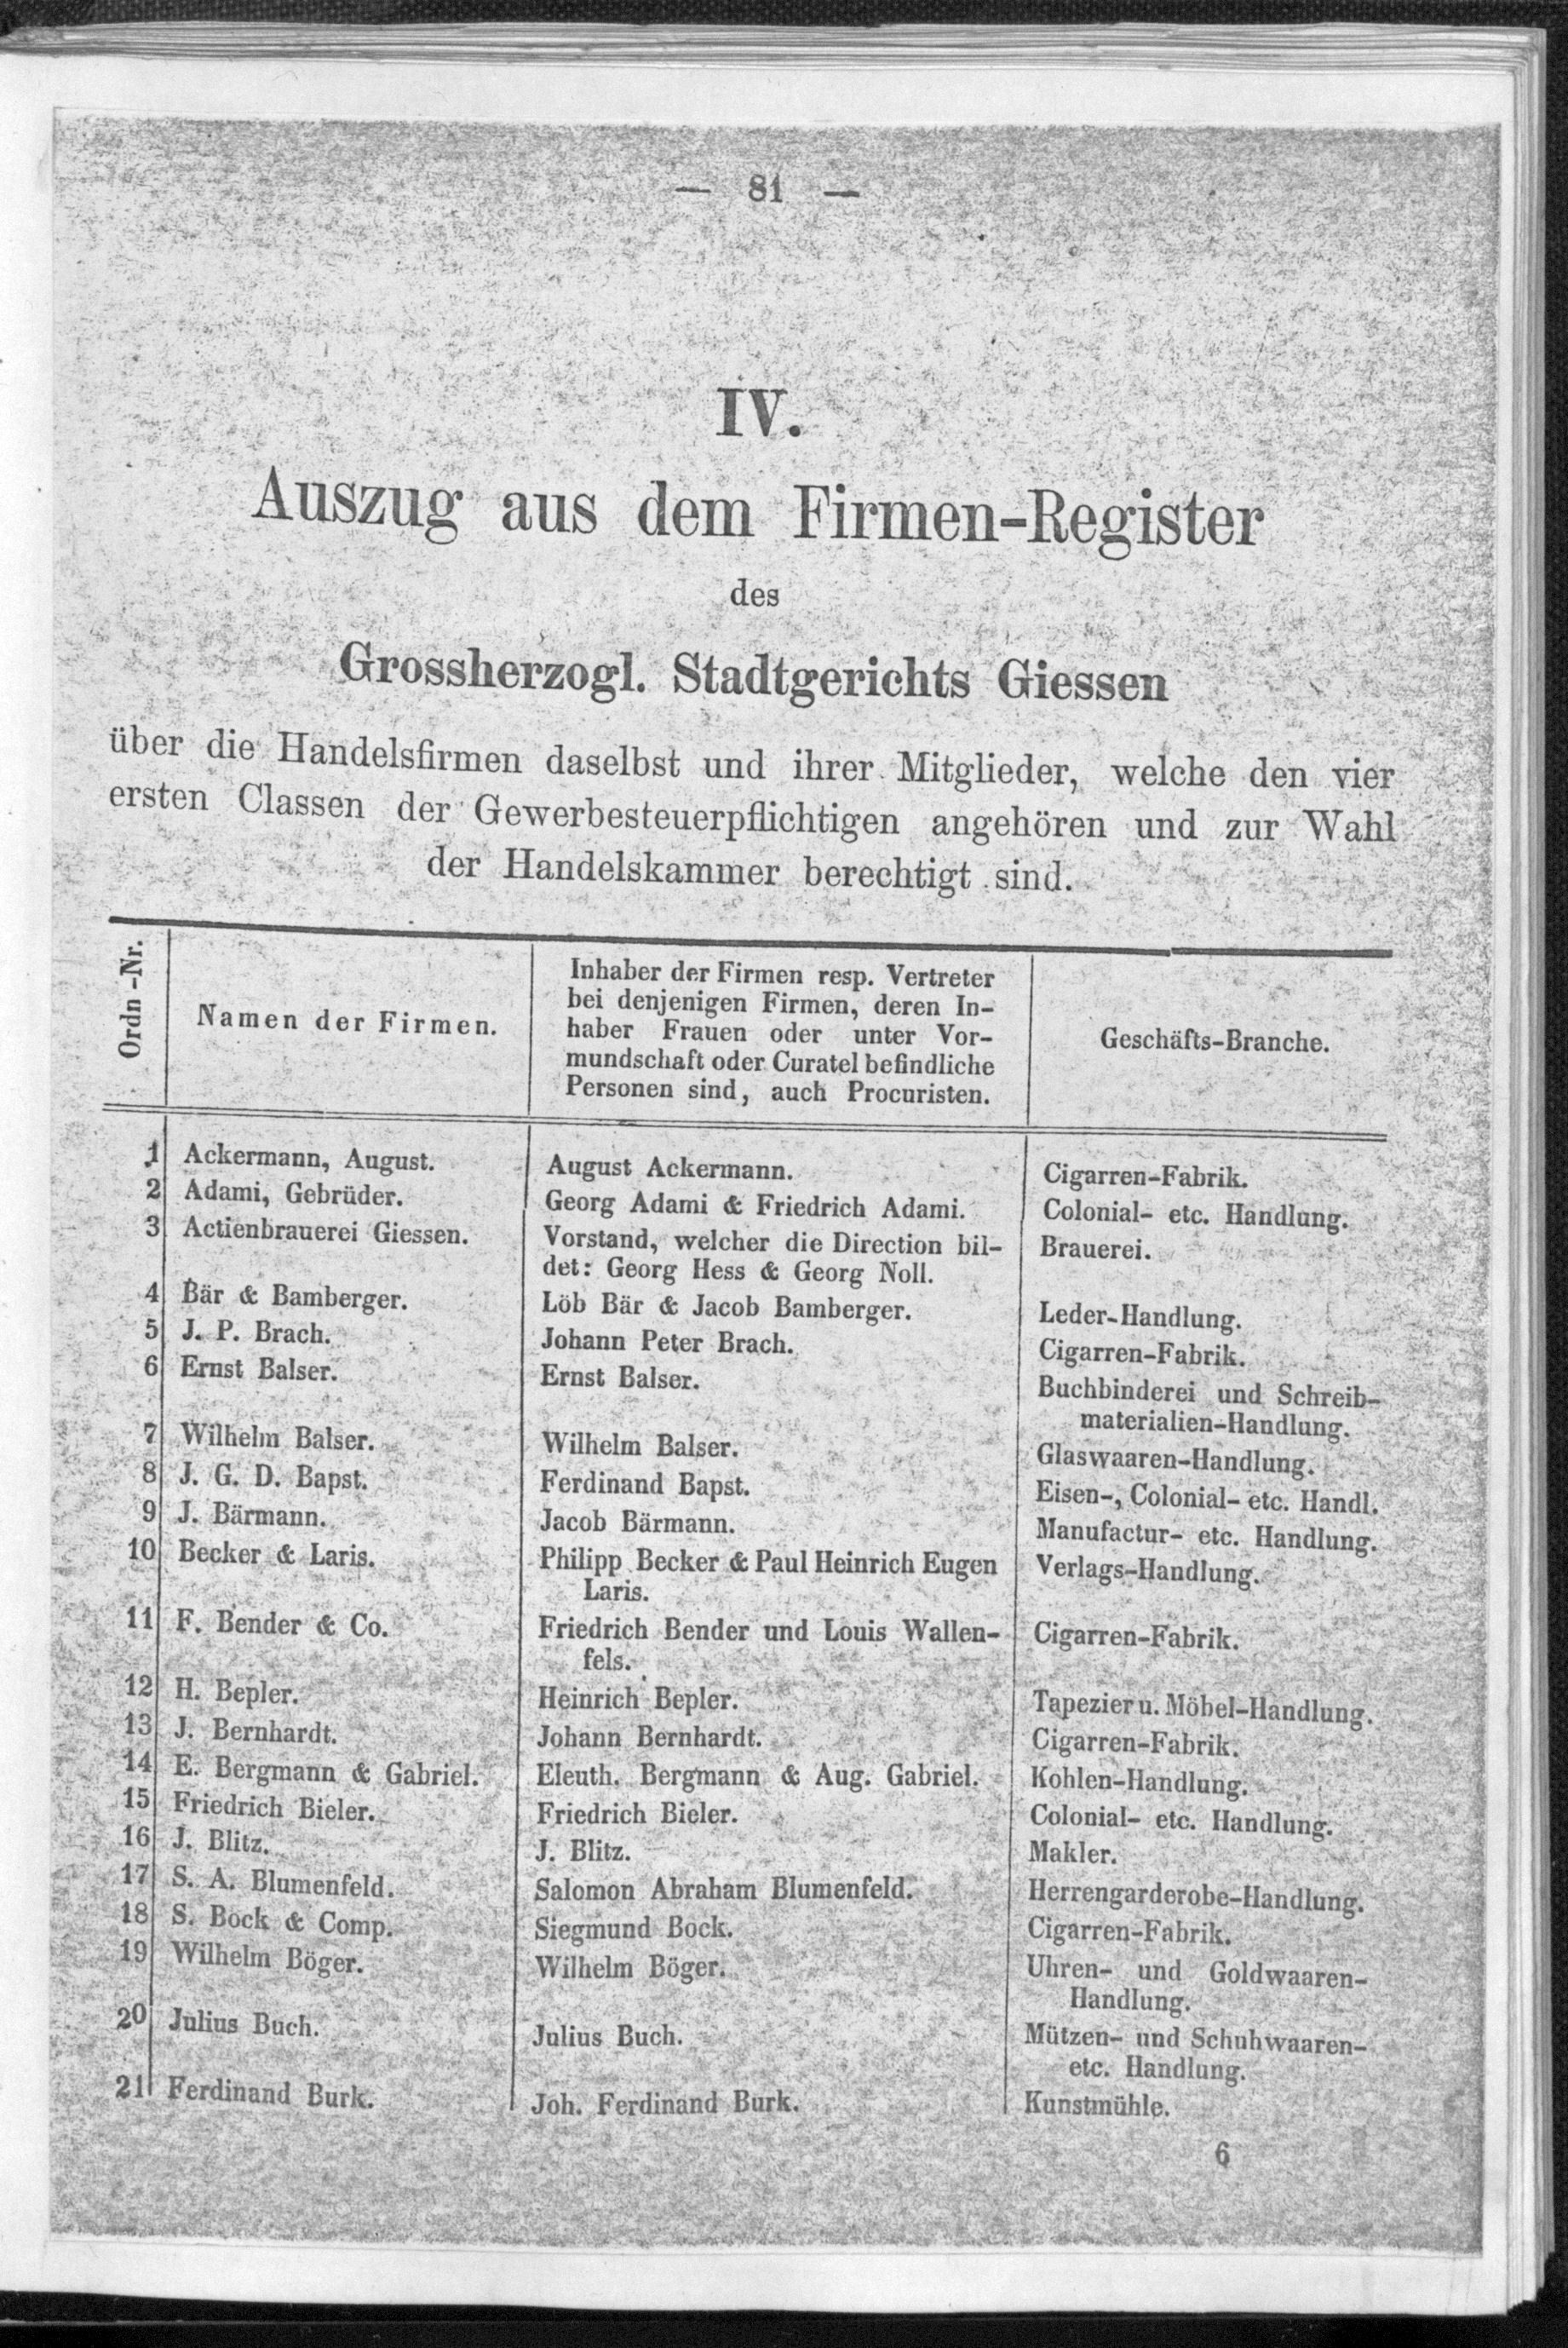 — 81 —
IV.
Auszug aus dem Firmen-Register
des
Grossherzogl. Stadtgerichts Giessen
über die Handelsfirmen daselbst und ihrer Mitglieder, welche den vier
ersten Classen der Gewerbesteuerpflichtigen angehören und zur Wahl
der Handelskammer berechtigt sind.
Ordn-Nr.
Namen der Firmen.
Inhaber der Firmen resp. Vertreter
bei denjenigen Firmen, deren In-
haber Frauen oder unter Vor-
mundschaft oder Curatel befindliche
Personen sind, auch Procuristen.
Geschäfts-Branche.
1 Ackermann, August. August Ackermann. Cigarren-Fabrik.
2 Adami, Gebrüder. Georg Adami & Friedrich Adami. Colonial- etc. Handlung.
3 Actienbrauerei Giessen. Vorstand, welcher die Direction bil- Brauerei.
det: Georg Hess & Georg Noll.
4 Bär & Bamberger. Löb Bär & Jacob Bamberger. Leder-Handlung.
5 J. P. Brach. Johann Peter Brach. Cigarren-Fabrik.
6 Ernst Balser. Ernst Balser. Buchbinderei und Schreib-
materialien-Handlung.
7 Wilhelm Balser. Wilhelm Balser. Glaswaaren-Handlung.
8 J. G. D. Bapst. Ferdinand Bapst. Eisen-, Colonial- etc. Handl.
9 J. Bärmann. Jacob Bärmann. Manufactur- etc. Handlung.
10 Becker & Laris. Philipp Becker & Paul Heinrich Eugen Verlags-Handlung.
Laris.
11 F. Bender & Co. Friedrich Bender und Louis Wallen- Cigarren-Fabrik.
fels.
12 H. Bepler. Heinrich Bepler. Tapezier u. Möbel-Handlung.
13 J. Bernhardt. Johann Bernhardt. Cigarren-Fabrik.
14 E. Bergmann & Gabriel. Eleuth. Bergmann & Aug. Gabriel. Kohlen-Handlung.
15 Friedrich Bieler. Friedrich Bieler. Colonial- etc. Handlung.
16 J. Blitz. J. Blitz. Makler.
17 S. A. Blumenfeld. Salomon Abraham Blumenfeld. Herrengarderobe-Handlung.
18 S. Bock & Comp. Siegmund Bock. Cigarren-Fabrik.
19 Wilhelm Böger. Wilhelm Böger. Uhren- und Goldwaaren-
Handlung.
20 Julius Buch. Julius Buch. Mützen- und Schuhwaaren-
etc. Handlung.
21 Ferdinand Burk. Joh. Ferdinand Burk. Kunstmühle.
6